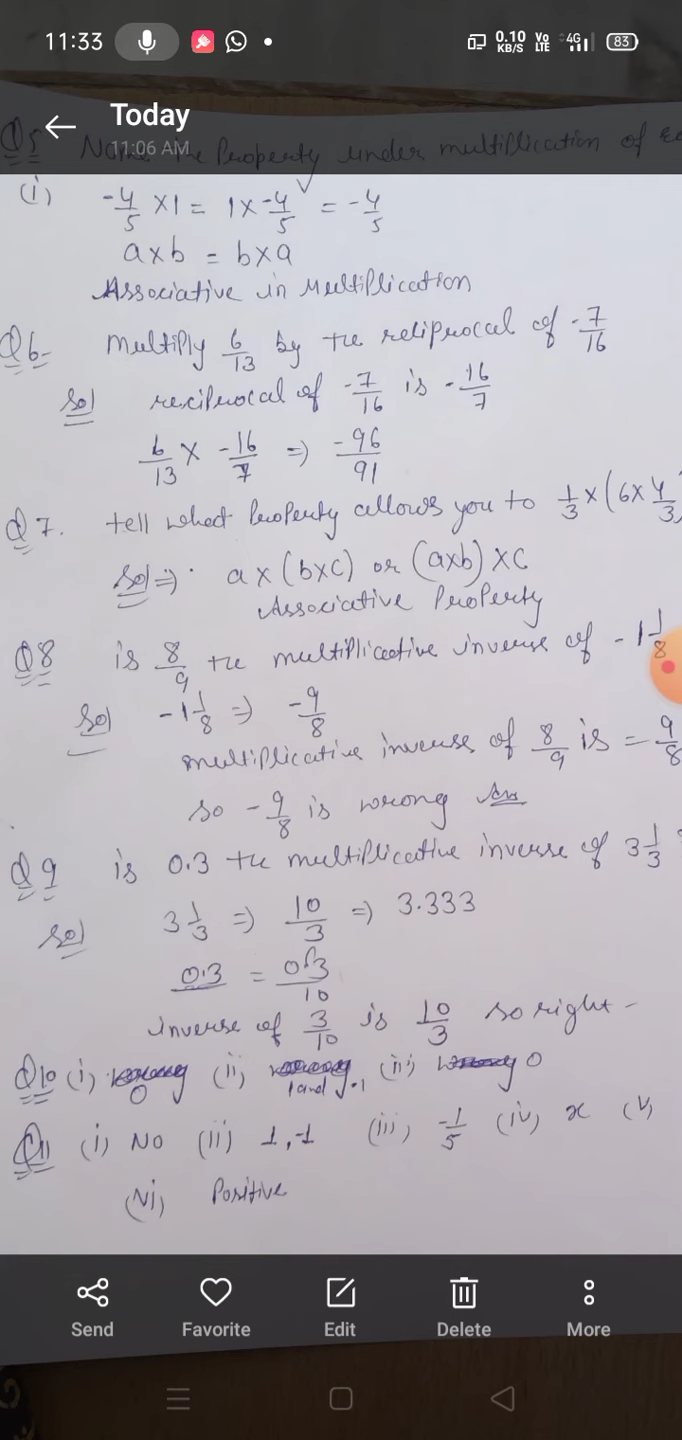 11:33
0.10 KB/S Vo LTE 4G 83
Today
11:06 AM
Q5 Name the Property under multiplication of
(i) -4/5 × 1 = 1 × -4/5 = -4/5
a×b = b×a
Associative in Multiplication
Q6 Multiply 6/13 by the reciprocal of -7/16
Sol reciprocal of -7/16 is -16/7
6/13 × -16/7 ⇒ -96/91
Q7. tell what Property allows you to 1/3 × (6 × 4/3)
Sol ⇒ a × (b×c) or (a×b) × c
Associative Property
Q8 is 8/9 the multiplicative inverse of -1 1/8
Sol -1 1/8 ⇒ -9/8
multiplicative inverse of 8/9 is = 9/8
so -9/8 is wrong Ans
Q9 is 0.3 the multiplicative inverse of 3 1/3 ?
Sol 3 1/3 ⇒ 10/3 ⇒ 3.333
0.3 = 03/10
inverse of 3/10 is 10/3 so right -
Q10 (i) 0 (ii) 1 and -1 (iii) 0
Q11 (i) No (ii) 1,-1 (iii) -1/5 (iv) x (v)
(vi) Positive
Send
Favorite
Edit
Delete
More